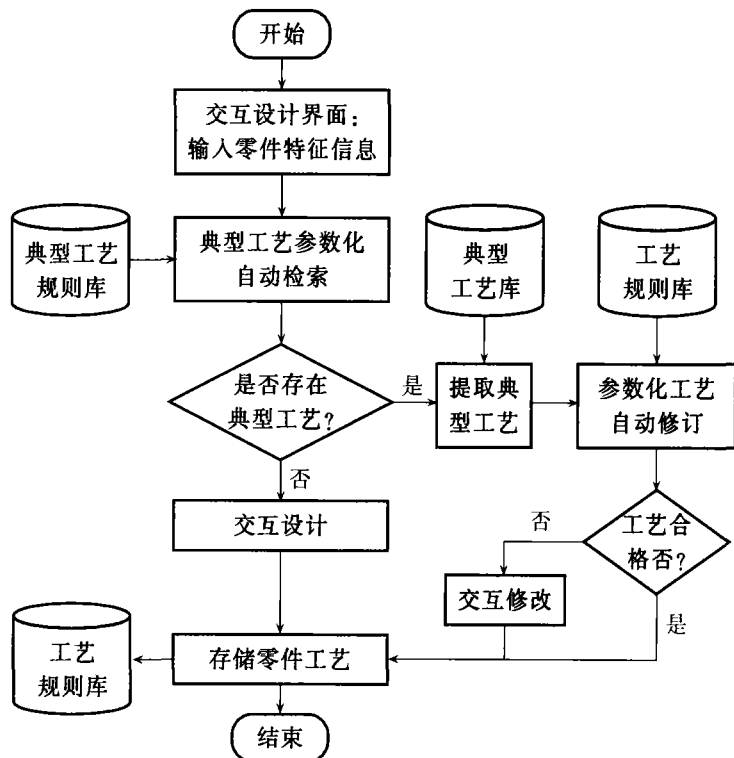 开始
交互设计界面：
输入零件特征信息
典型工艺
规则库
典型工艺参数化
自动检索
典型
工艺库
工艺
规则库
是否存在
典型工艺？
是
提取典
型工艺
参数化工艺
自动修订
否
交互设计
否
工艺合
格否？
交互修改
是
工艺
规则库
存储零件工艺
结束